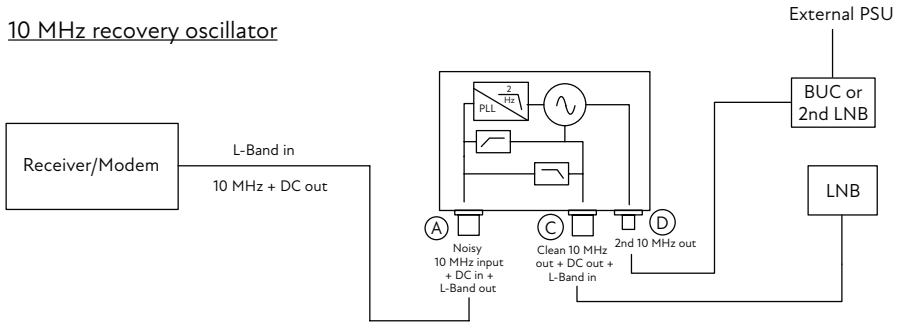 10 MHz recovery oscillator
External PSU
BUC or
2nd LNB
2
Hz
PLL
Receiver/Modem
L-Band in
10 MHz + DC out
LNB
A
C
D
Noisy
10 MHz input
+ DC in +
L-Band out
Clean 10 MHz
out + DC out +
L-Band in
2nd 10 MHz out